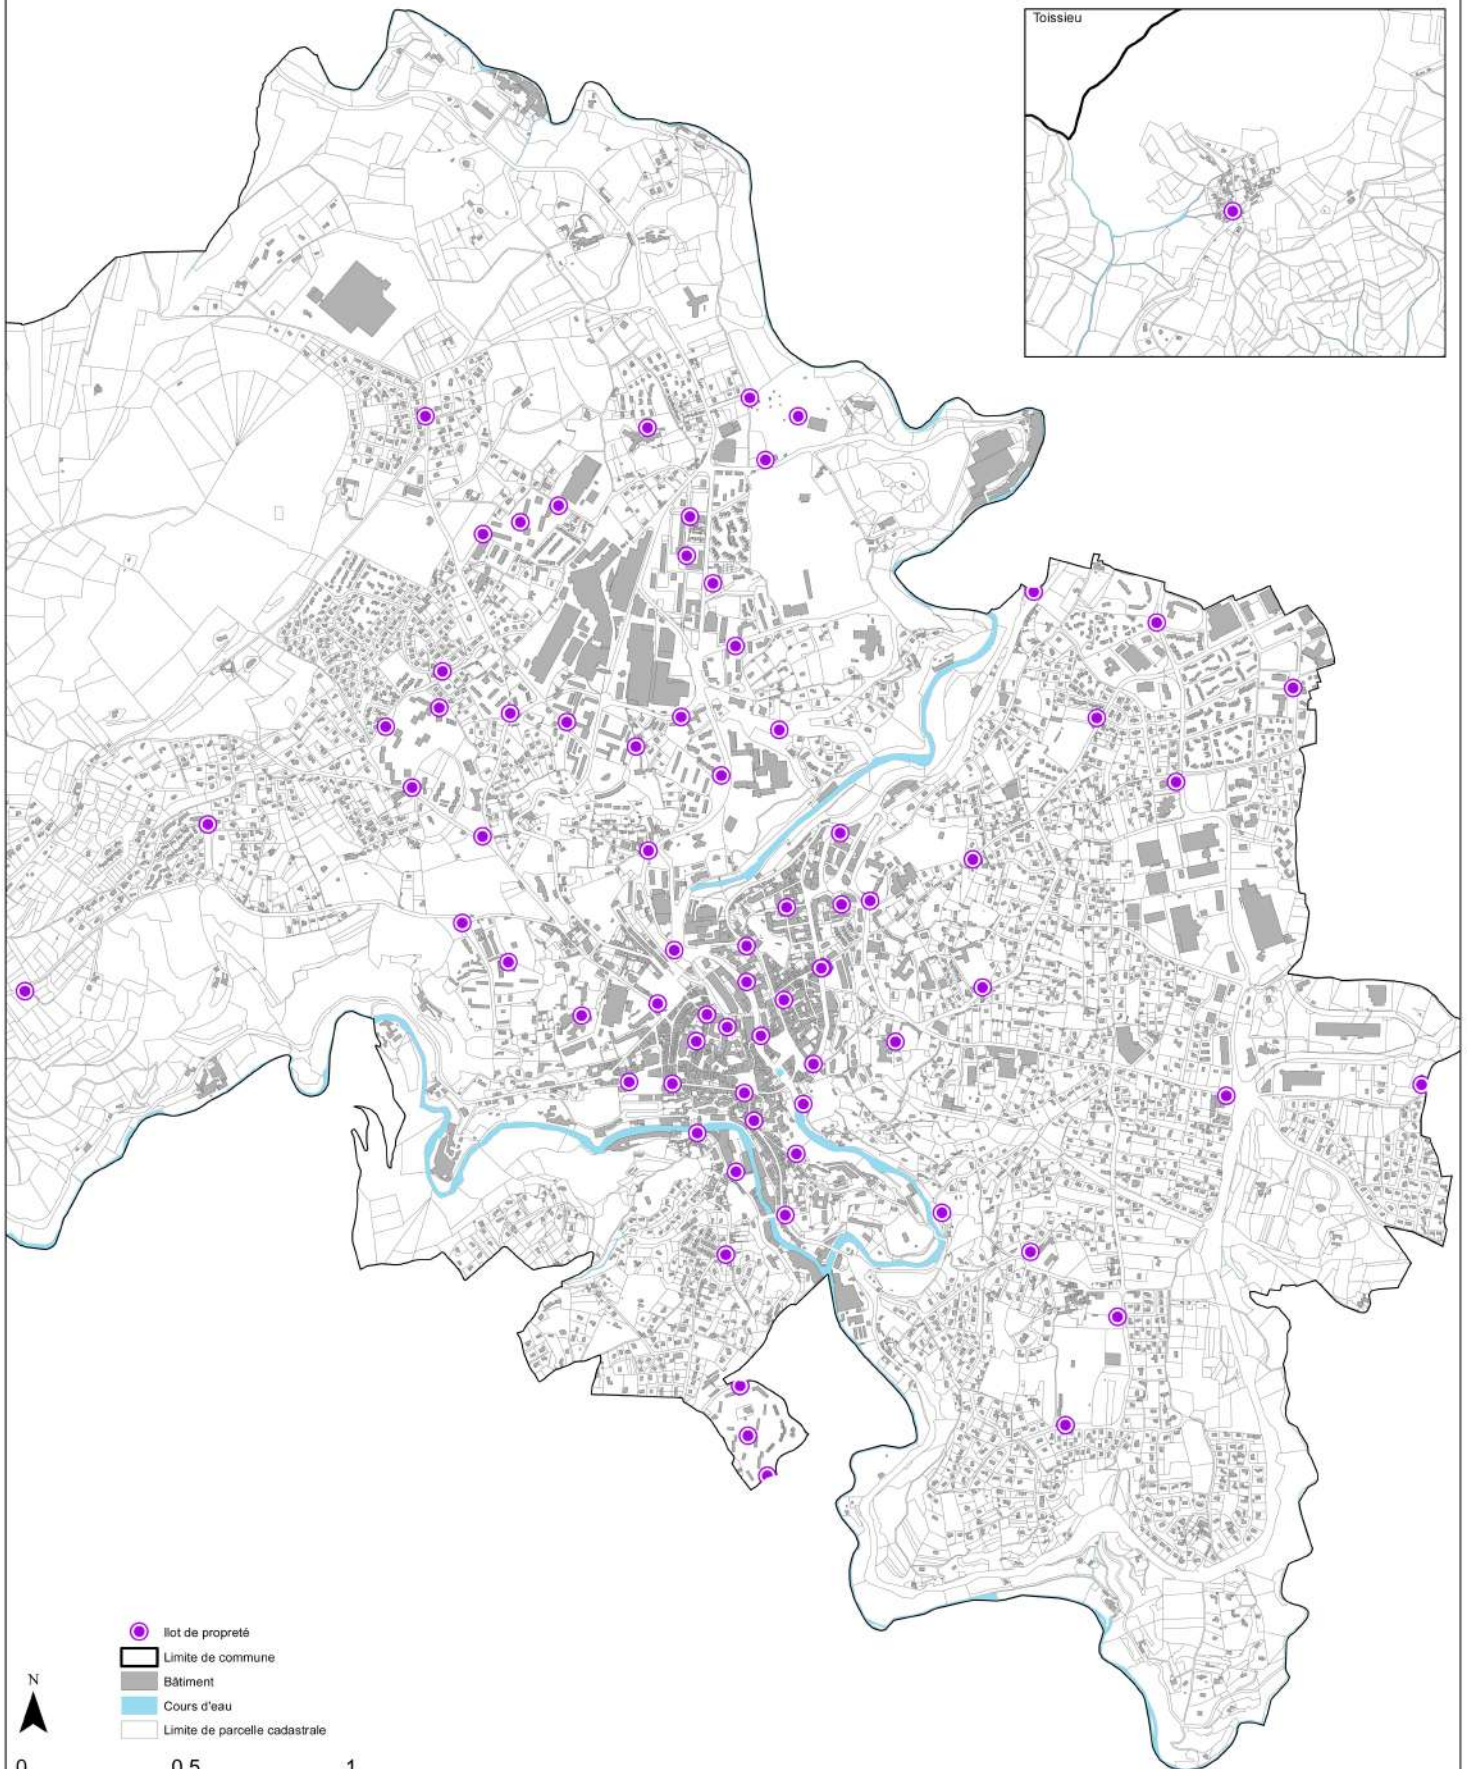 Toissieu
Ilot de propreté
Limite de commune
Bâtiment
Cours d'eau
Limite de parcelle cadastrale
N
0 0.5 1